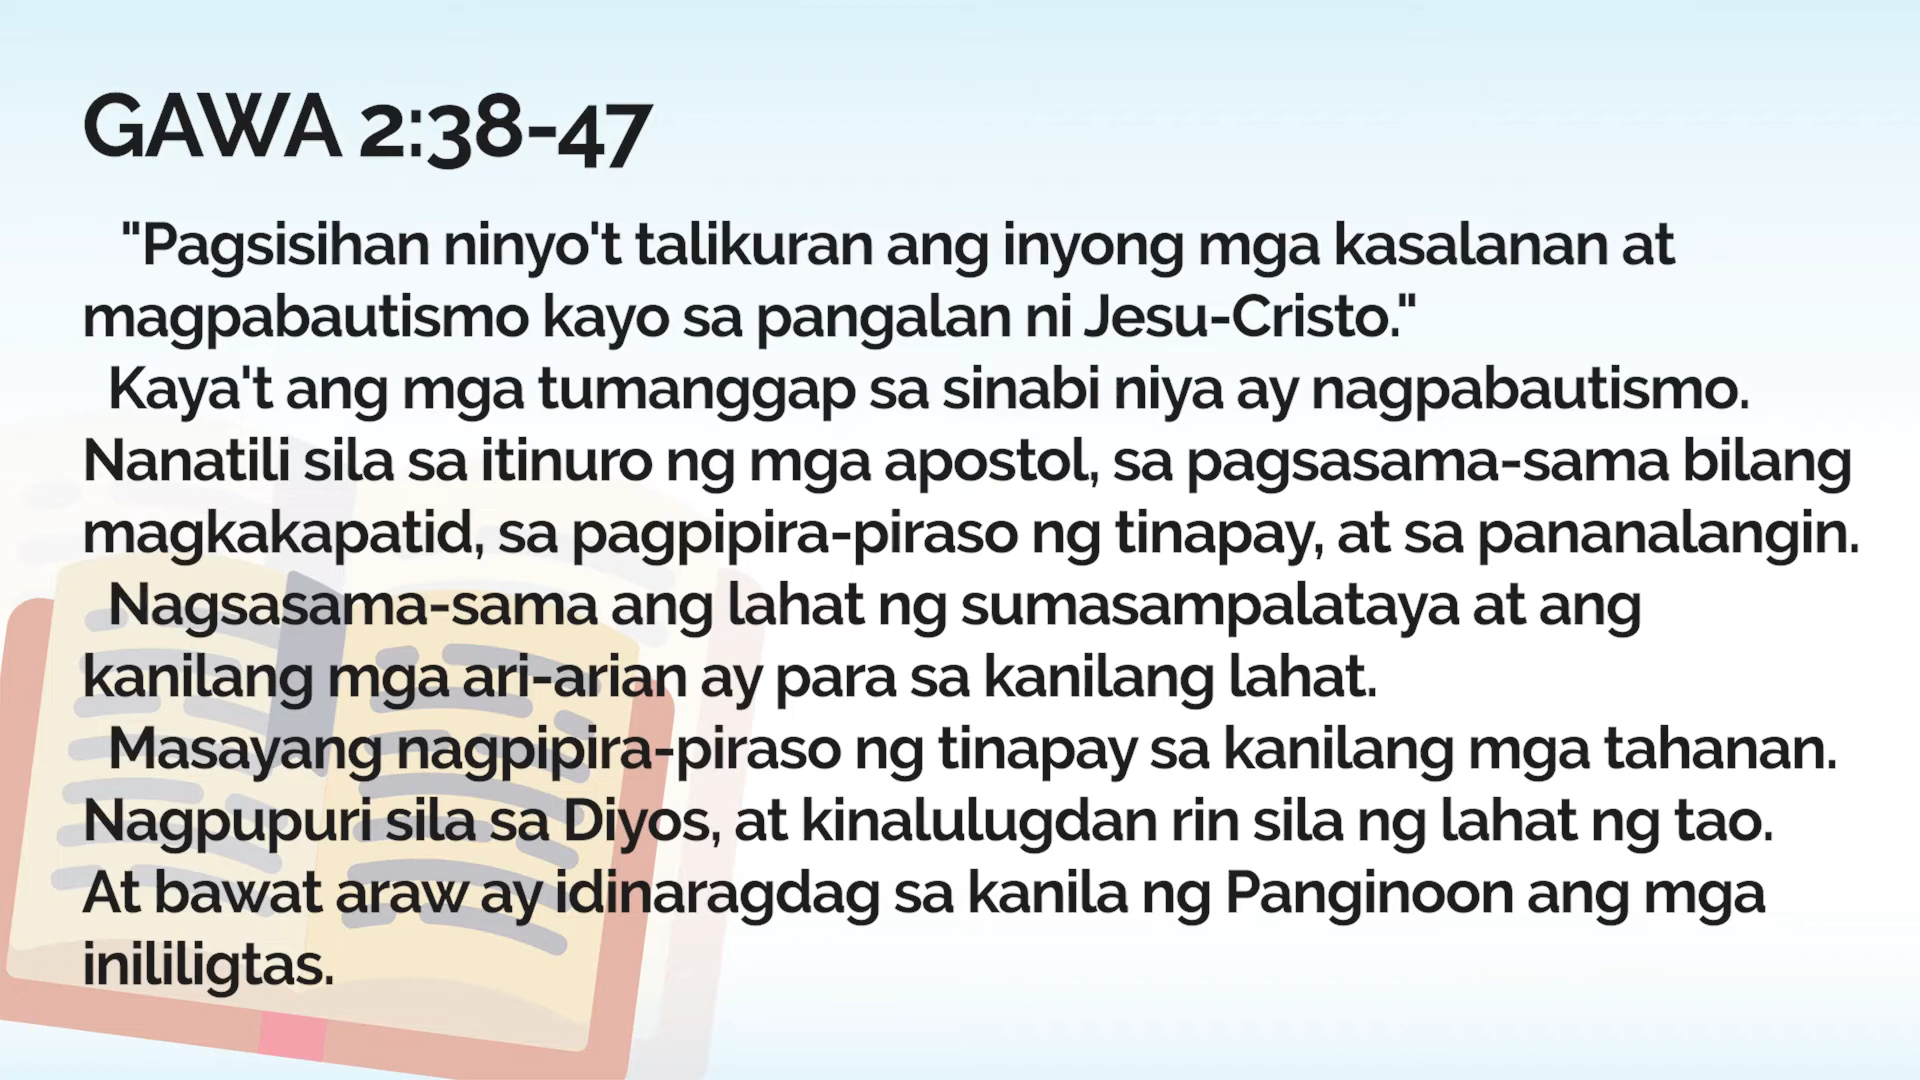 GAWA 2:38-47
"Pagsisihan ninyo't talikuran ang inyong mga kasalanan at
magpabautismo kayo sa pangalan ni Jesu-Cristo."
Kaya't ang mga tumanggap sa sinabi niya ay nagpabautismo.
Nanatili sila sa itinuro ng mga apostol, sa pagsasama-sama bilang
magkakapatid, sa pagpipira-piraso ng tinapay, at sa pananalangin.
Nagsasama-sama ang lahat ng sumasampalataya at ang
kanilang mga ari-arian ay para sa kanilang lahat.
Masayang nagpipira-piraso ng tinapay sa kanilang mga tahanan.
Nagpupuri sila sa Diyos, at kinalulugdan rin sila ng lahat ng tao.
At bawat araw ay idinaragdag sa kanila ng Panginoon ang mga
inililigtas.